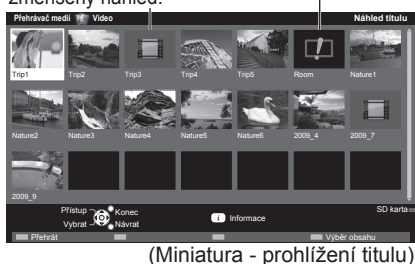 zmenšený náhled.
Přehrávač medií Video Náhled titulu
Trip1 Trip2 Trip3 Trip4 Trip5 Room Nature1
Nature2 Nature3 Nature4 Nature5 Nature6 2009_4 2009_7
2009_9
Přístup Konec SD karta
Vybrat Návrat i Informace
Přehrát Výběr obsahu
(Miniatura - prohlížení titulu)